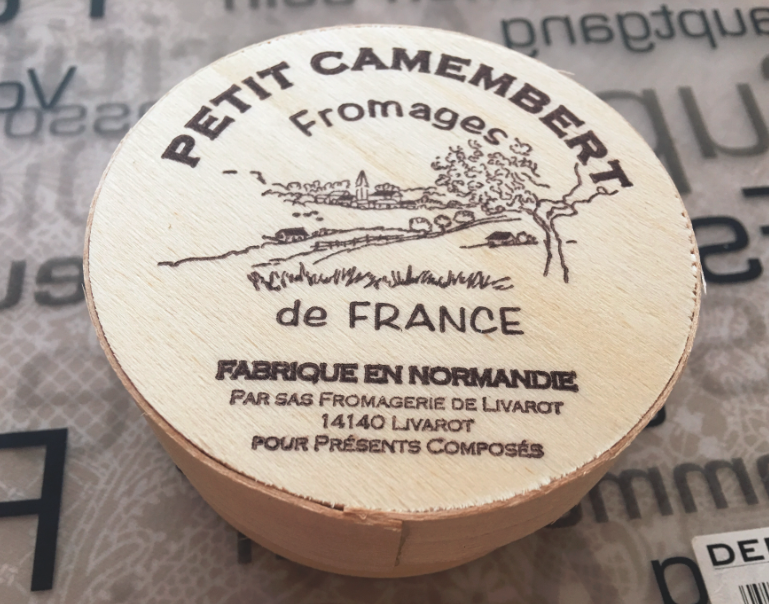 PETIT CAMEMBERT
Fromages
de FRANCE
FABRIQUE EN NORMANDIE
PAR SAS FROMAGERIE DE LIVAROT
14140 LIVAROT
POUR PRÉSENTS COMPOSÉS